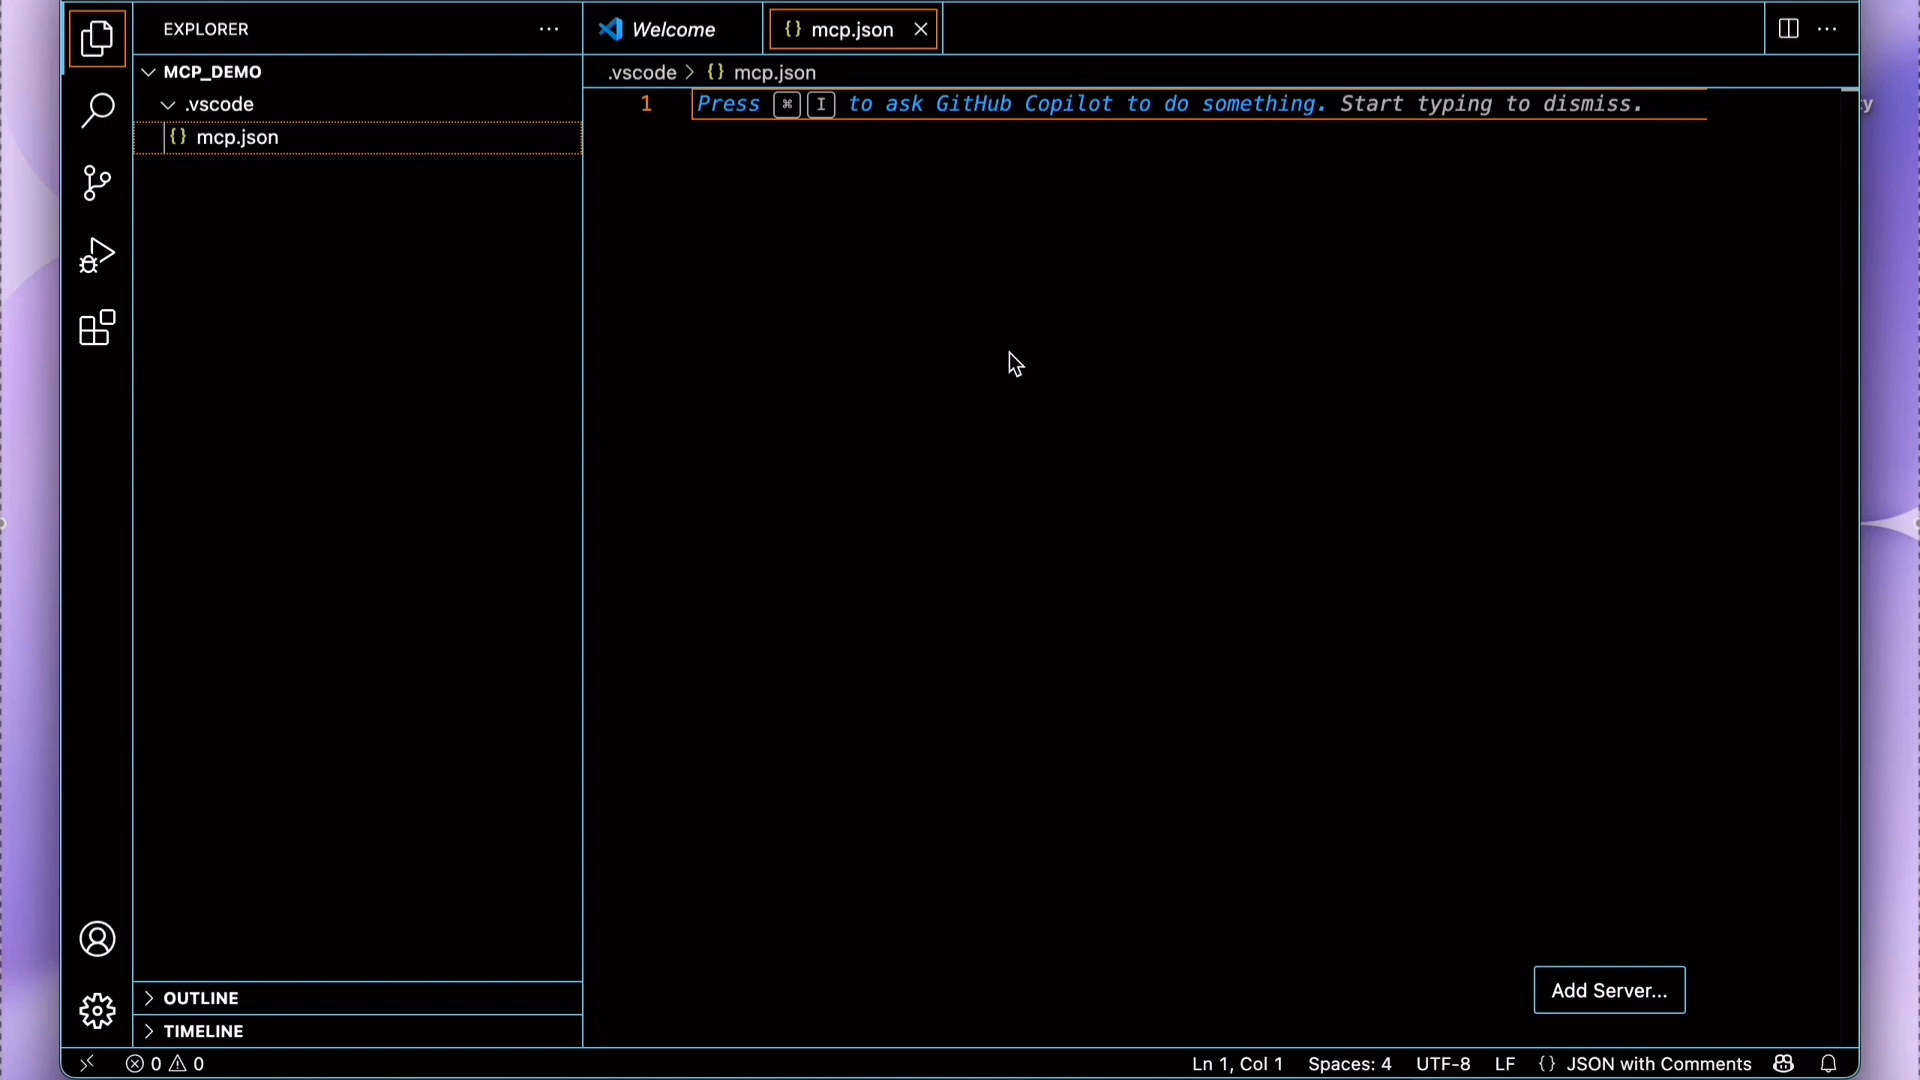 EXPLORER
MCP_DEMO
.vscode
{} mcp.json
OUTLINE
TIMELINE
Welcome
{} mcp.json
.vscode > {} mcp.json
1 Press ⌘ I to ask GitHub Copilot to do something. Start typing to dismiss.
ty
Add Server...
0 0
Ln 1, Col 1 Spaces: 4 UTF-8 LF {} JSON with Comments